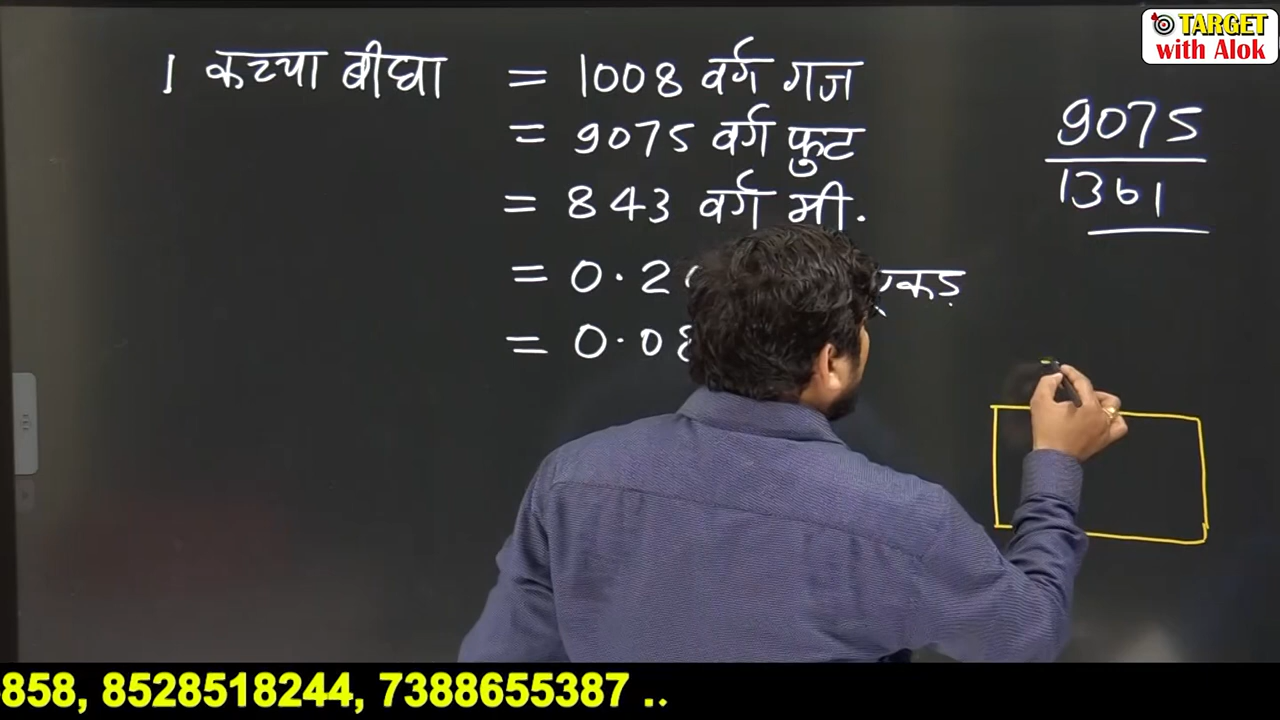 TARGET
with Alok
1 कच्चा बीघा = 1008 वर्ग गज
= 9075 वर्ग फुट
= 843 वर्ग मी.
= 0.20
= 0.08
9075
1361
858, 8528518244, 7388655387 ..